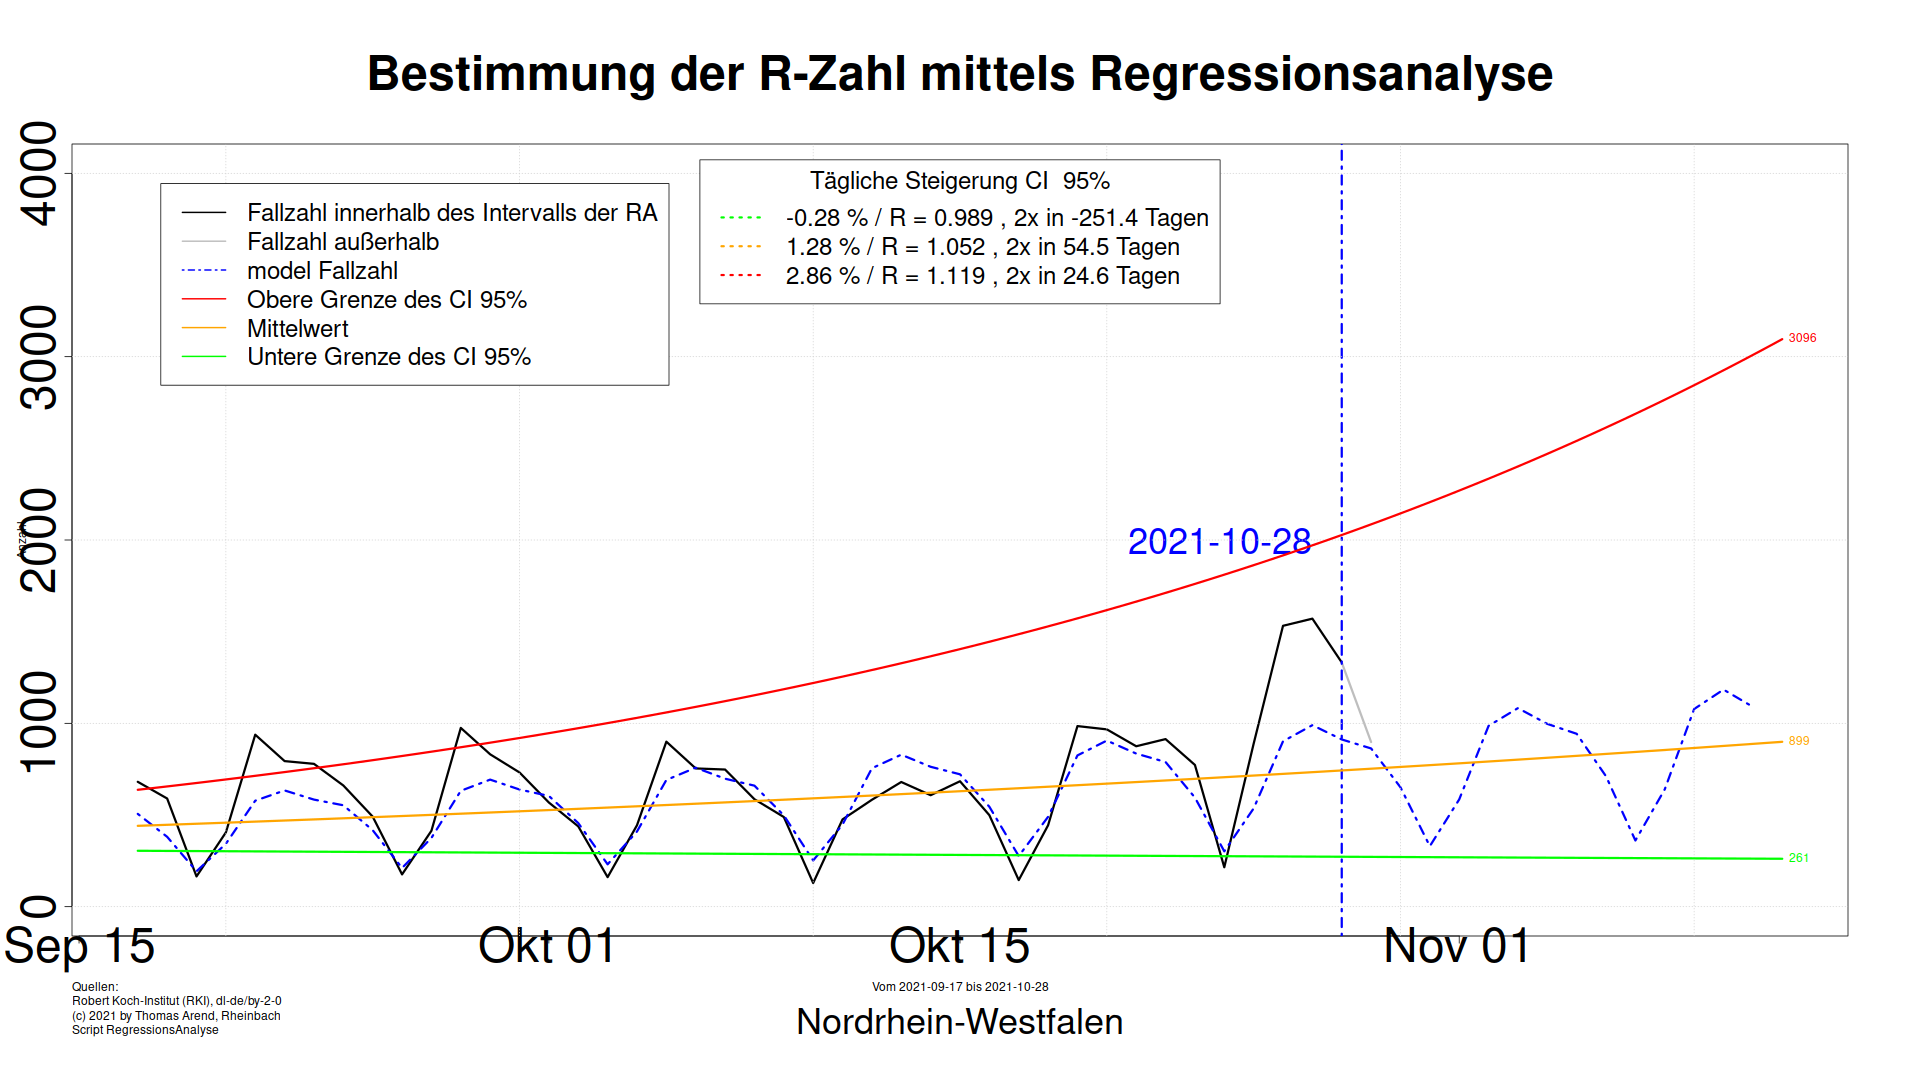 Bestimmung der R-Zahl mittels Regressionsanalyse
Anzahl
4000
3000
2000
1000
0
Fallzahl innerhalb des Intervalls der RA
Fallzahl außerhalb
model Fallzahl
Obere Grenze des CI 95%
Mittelwert
Untere Grenze des CI 95%
Tägliche Steigerung CI  95%
-0.28 % / R = 0.989 , 2x in -251.4 Tagen
1.28 % / R = 1.052 , 2x in 54.5 Tagen
2.86 % / R = 1.119 , 2x in 24.6 Tagen
2021-10-28
3096
899
261
Sep 15
Okt 01
Okt 15
Nov 01
Quellen:
Robert Koch-Institut (RKI), dl-de/by-2-0
(c) 2021 by Thomas Arend, Rheinbach
Script RegressionsAnalyse
Vom 2021-09-17 bis 2021-10-28
Nordrhein-Westfalen